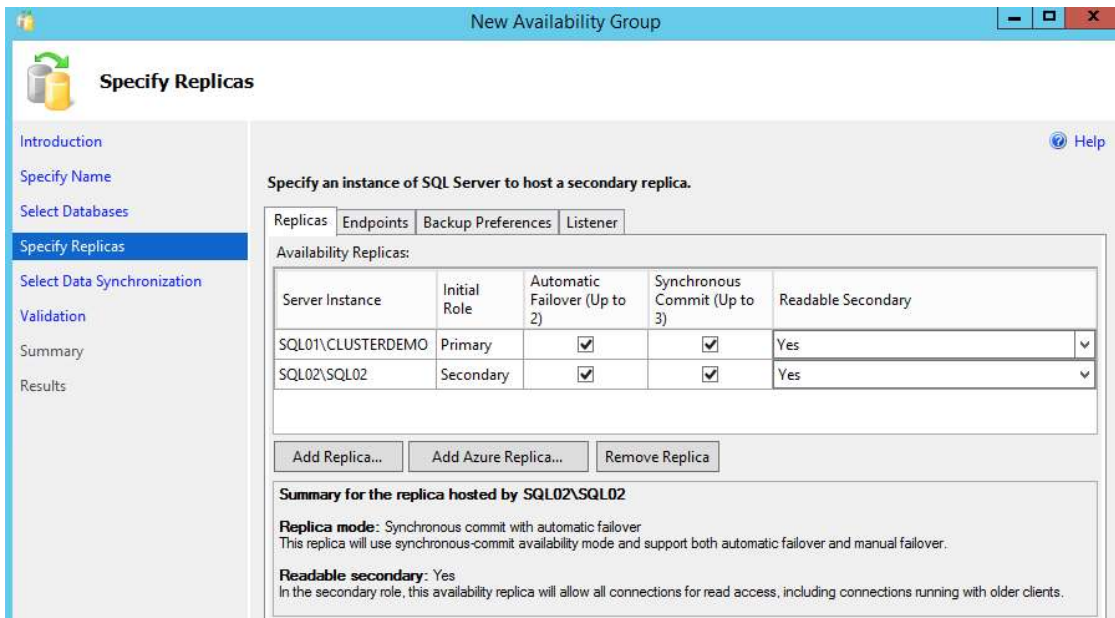 New Availability Group
Specify Replicas
Introduction
Specify Name
Select Databases
Specify Replicas
Select Data Synchronization
Validation
Summary
Results
Help
Specify an instance of SQL Server to host a secondary replica.
Replicas Endpoints Backup Preferences Listener
Availability Replicas:
Server Instance
Initial
Role
Automatic
Failover (Up to
2)
Synchronous
Commit (Up to
3)
Readable Secondary
SQL01\CLUSTERDEMO Primary Yes
SQL02\SQL02 Secondary Yes
Add Replica... Add Azure Replica... Remove Replica
Summary for the replica hosted by SQL02\SQL02
Replica mode: Synchronous commit with automatic failover
This replica will use synchronous-commit availability mode and support both automatic failover and manual failover.
Readable secondary: Yes
In the secondary role, this availability replica will allow all connections for read access, including connections running with older clients.